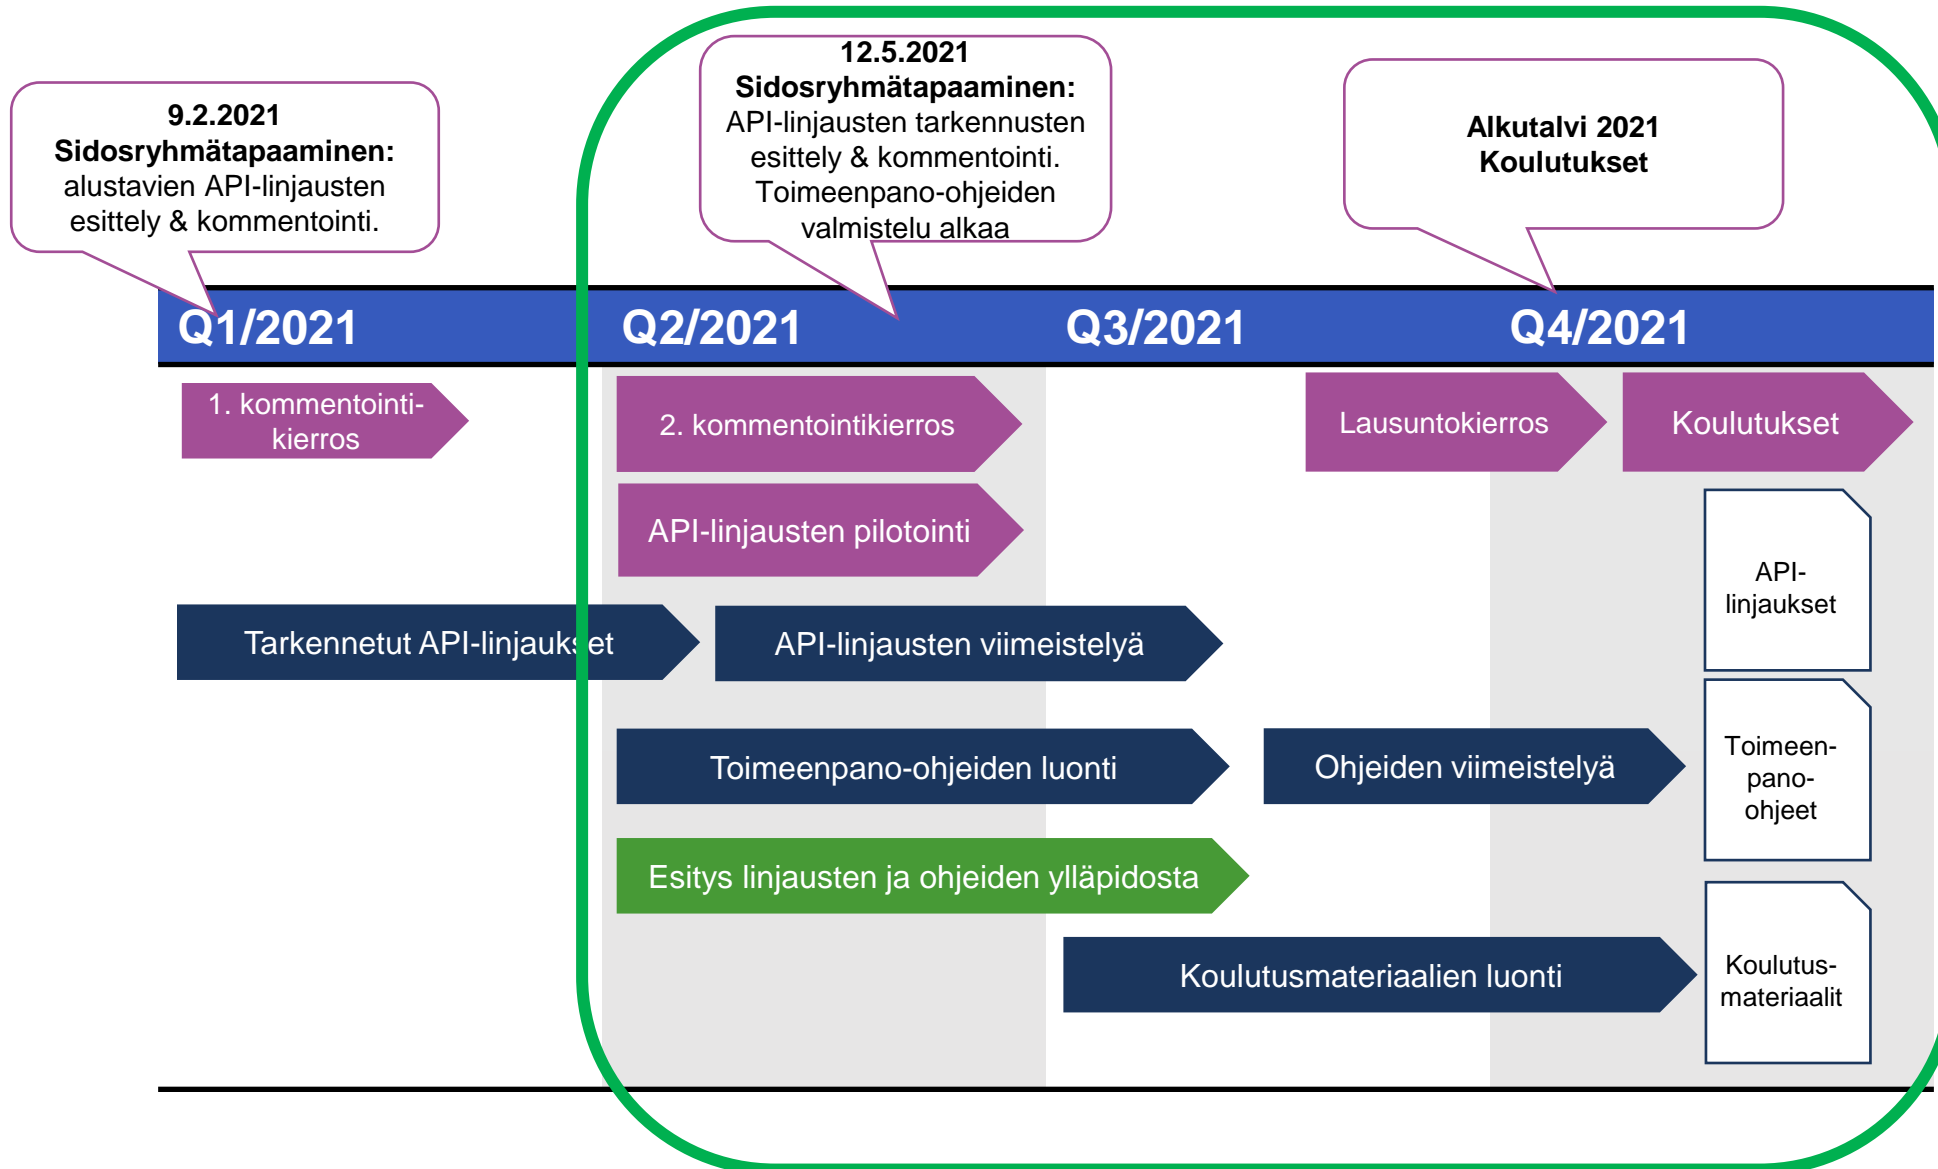 9.2.2021
Sidosryhmätapaaminen:
alustavien API-linjausten
esittely & kommentointi.
12.5.2021
Sidosryhmätapaaminen:
API-linjausten tarkennusten
esittely & kommentointi.
Toimeenpano-ohjeiden
valmistelu alkaa
Alkutalvi 2021
Koulutukset
Q1/2021
Q2/2021
Q3/2021
Q4/2021
1. kommentointi-
kierros
2. kommentointikierros
Lausuntokierros
Koulutukset
API-linjausten pilotointi
API-
linjaukset
Tarkennetut API-linjaukset
API-linjausten viimeistelyä
Toimeenpano-ohjeiden luonti
Ohjeiden viimeistelyä
Toimeen-
pano-
ohjeet
Esitys linjausten ja ohjeiden ylläpidosta
Koulutusmateriaalien luonti
Koulutus-
materiaalit